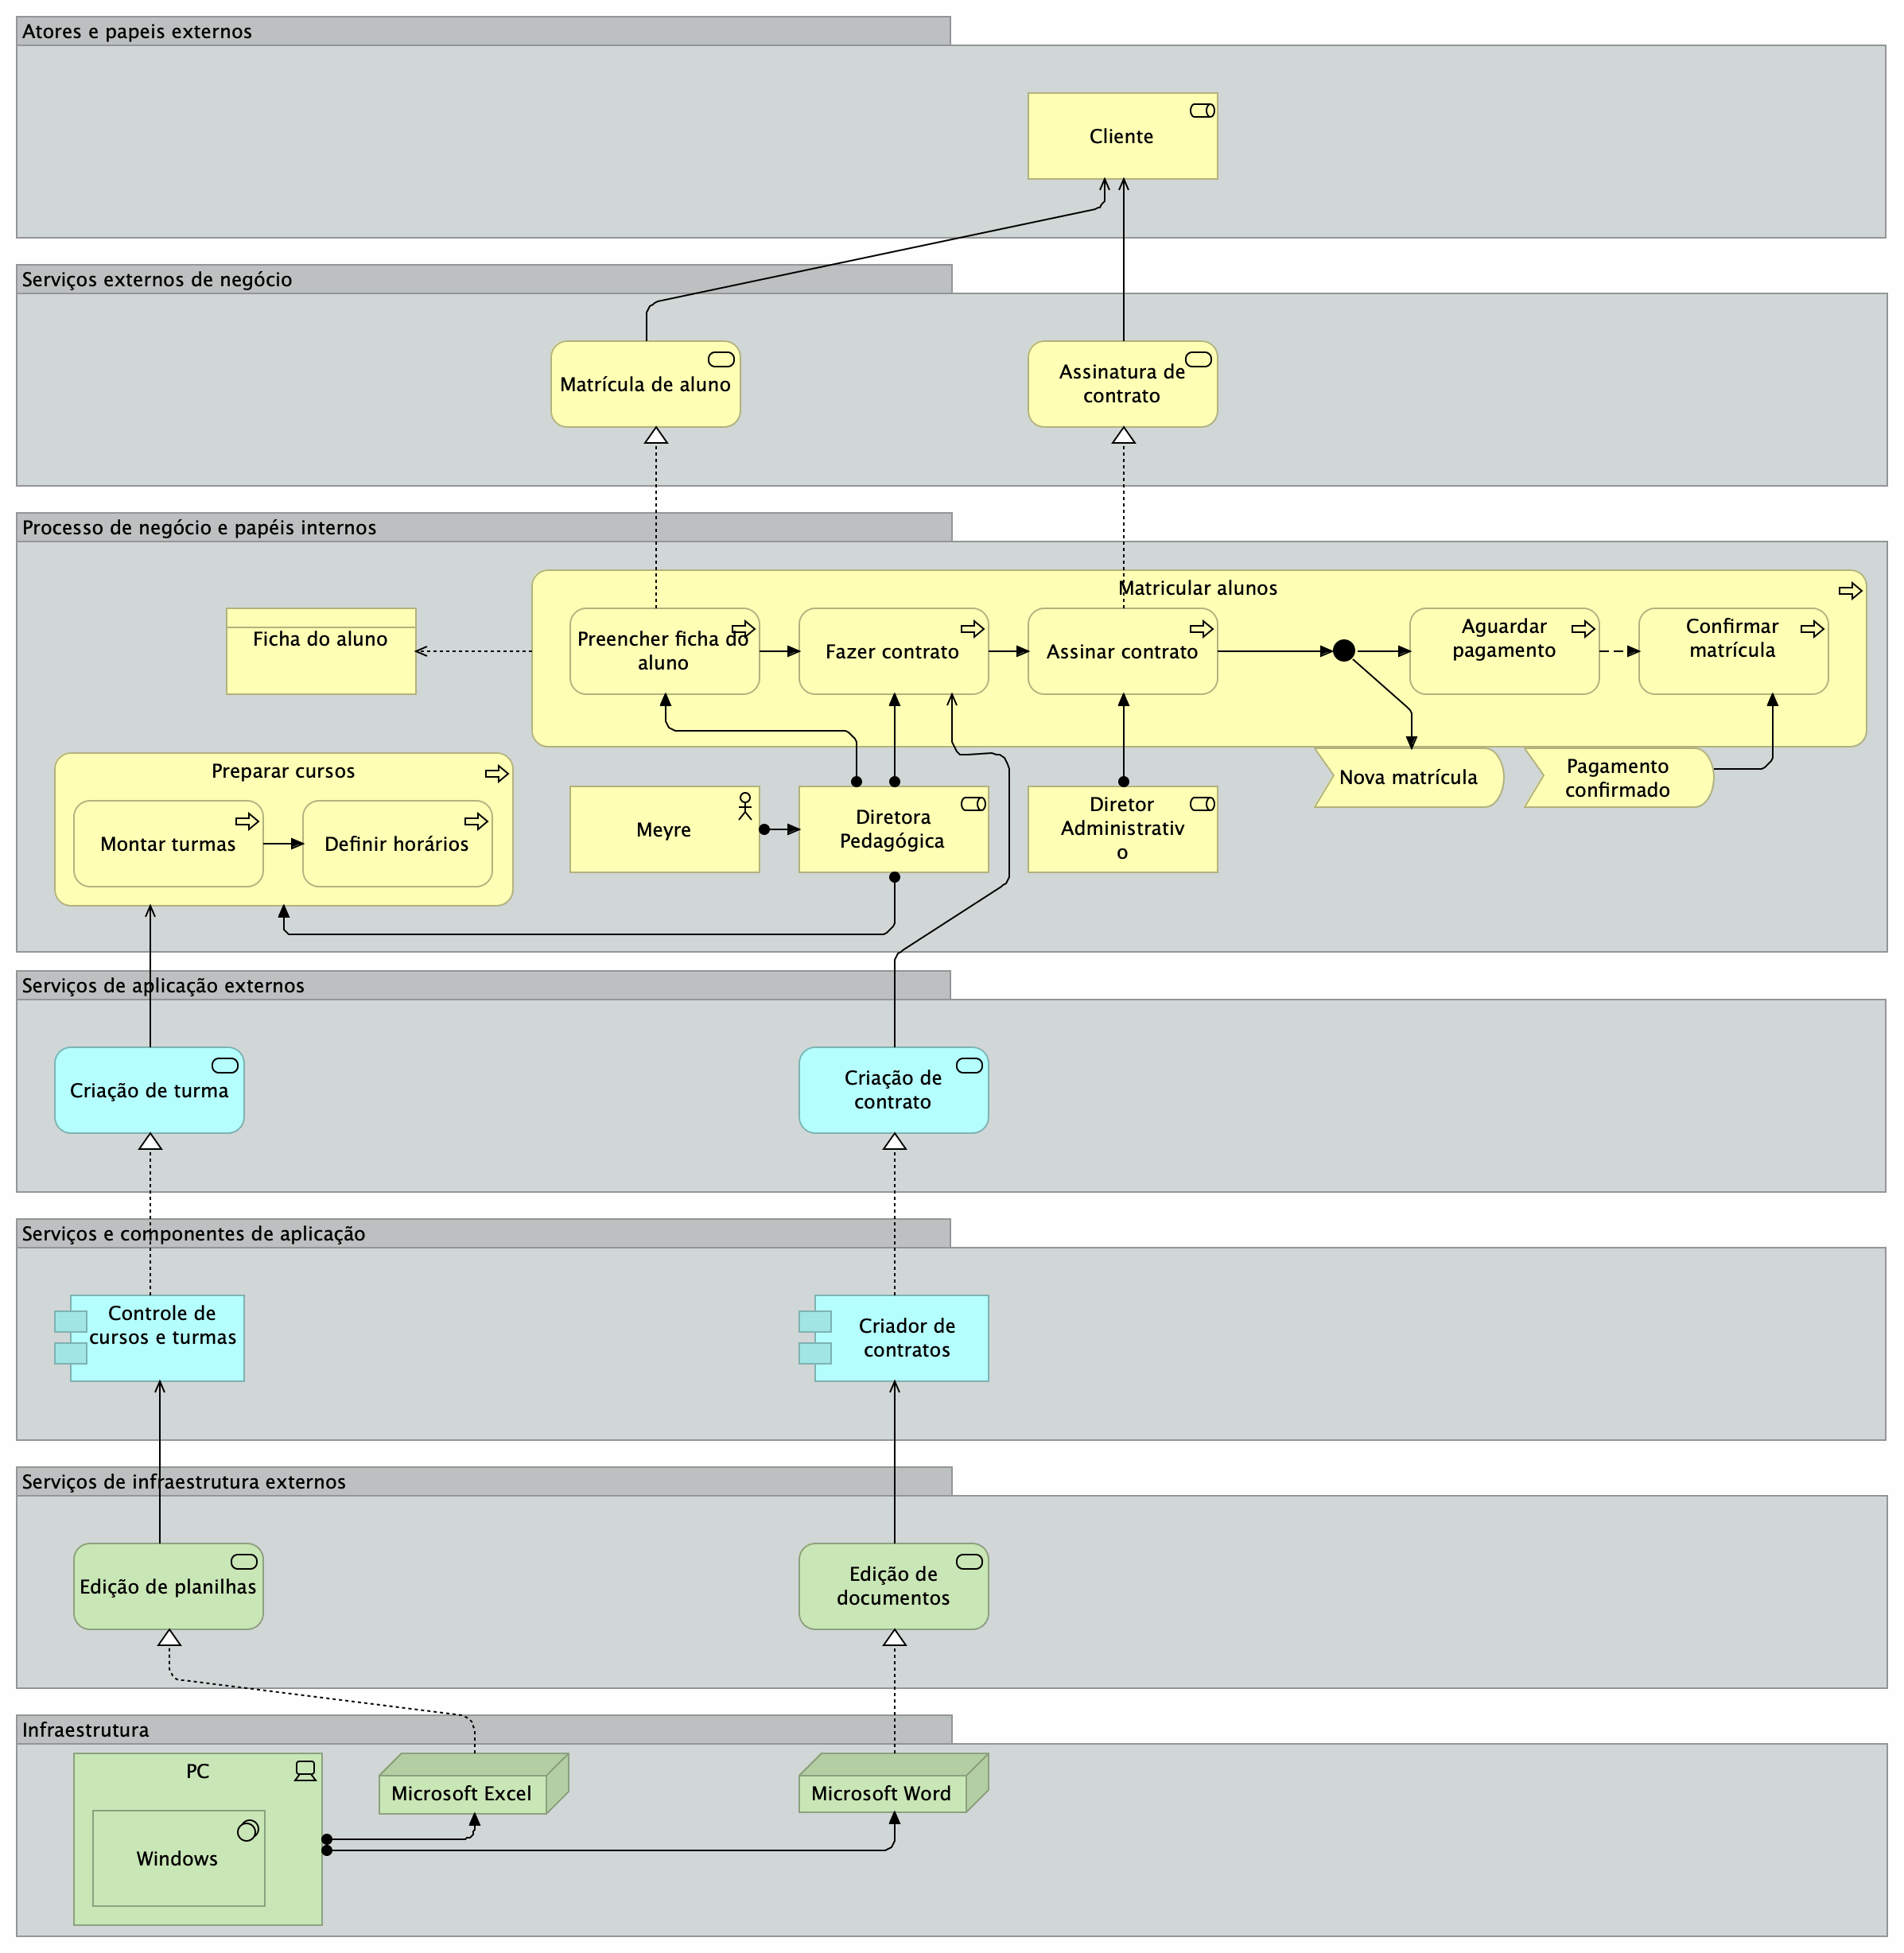 Atores e papeis externos
Cliente
Serviços externos de negócio
Matrícula de aluno
Assinatura de
contrato
Processo de negócio e papéis internos
Matricular alunos
Ficha do aluno
Preencher ficha do
aluno
Fazer contrato
Assinar contrato
Aguardar
pagamento
Confirmar
matrícula
Preparar cursos
Montar turmas
Definir horários
Meyre
Diretora
Pedagógica
Diretor
Administrativ
o
Nova matrícula
Pagamento
confirmado
Serviços de aplicação externos
Criação de turma
Criação de
contrato
Serviços e componentes de aplicação
Controle de
cursos e turmas
Criador de
contratos
Serviços de infraestrutura externos
Edição de planilhas
Edição de
documentos
Infraestrutura
PC
Windows
Microsoft Excel
Microsoft Word